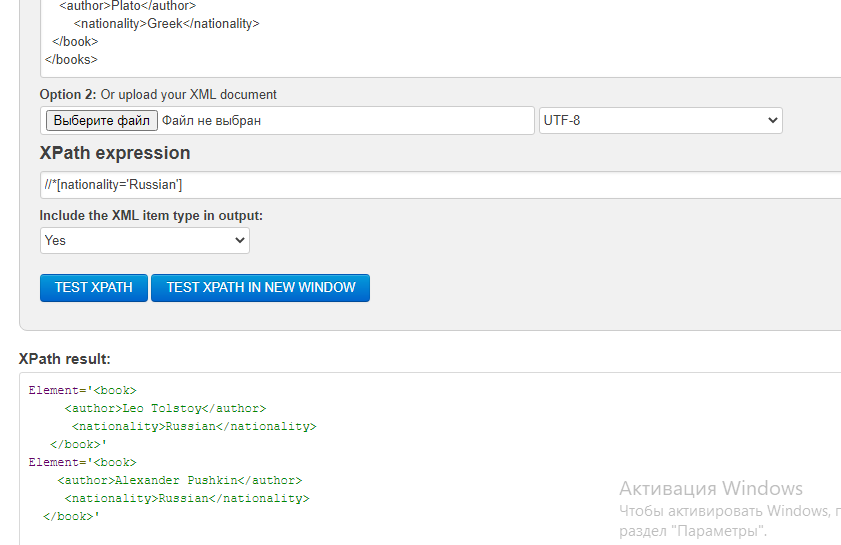 <author>Plato</author>
<nationality>Greek</nationality>
</book>
</books>
Option 2: Or upload your XML document
Выберите файл Файл не выбран UTF-8
XPath expression
//*[nationality='Russian']
Include the XML item type in output:
Yes
TEST XPATH TEST XPATH IN NEW WINDOW
XPath result:
Element='<book>
<author>Leo Tolstoy</author>
<nationality>Russian</nationality>
</book>'
Element='<book>
<author>Alexander Pushkin</author>
<nationality>Russian</nationality>
</book>'
Активация Windows
Чтобы активировать Windows,
раздел "Параметры".